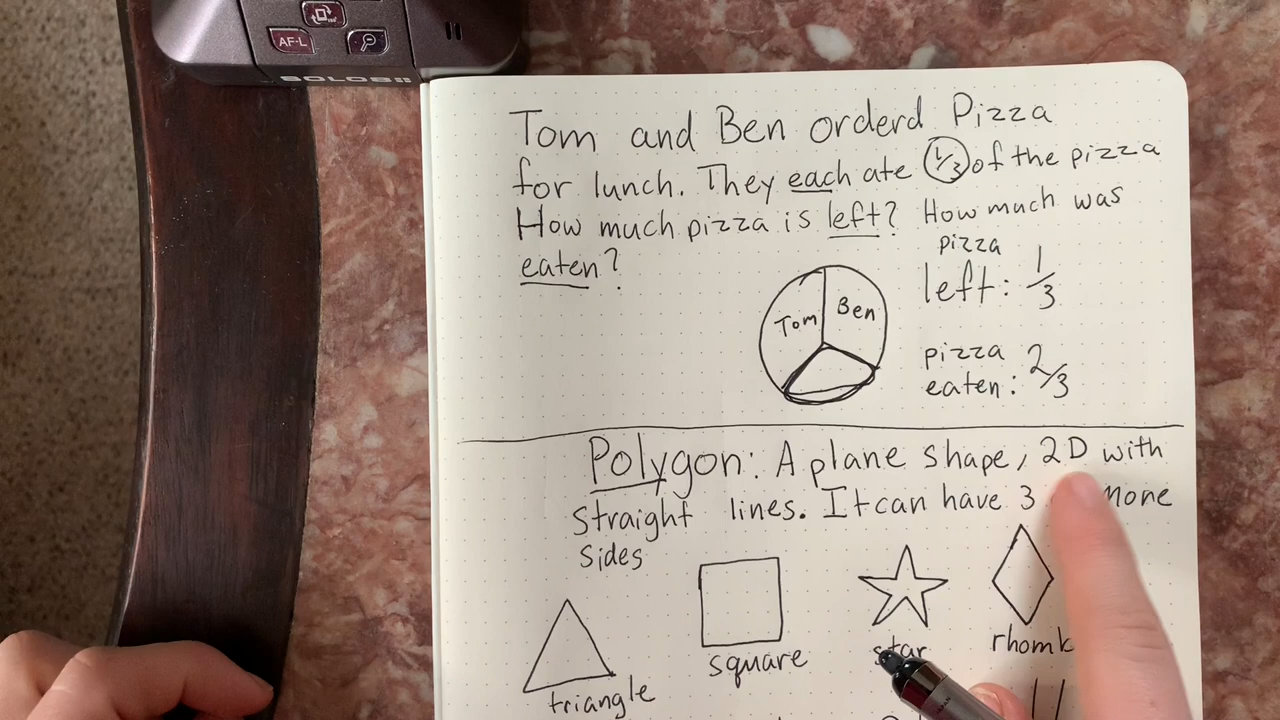 AF-L
SOLOS
Tom and Ben orderd Pizza
for lunch. They each ate 1/3 of the pizza
How much pizza is left? How much was
eaten?
Tom
Ben
pizza
left: 1/3
pizza
eaten: 2/3
Polygon: A plane shape, 2D with
straight lines. It can have 3 more
sides
triangle
square
star